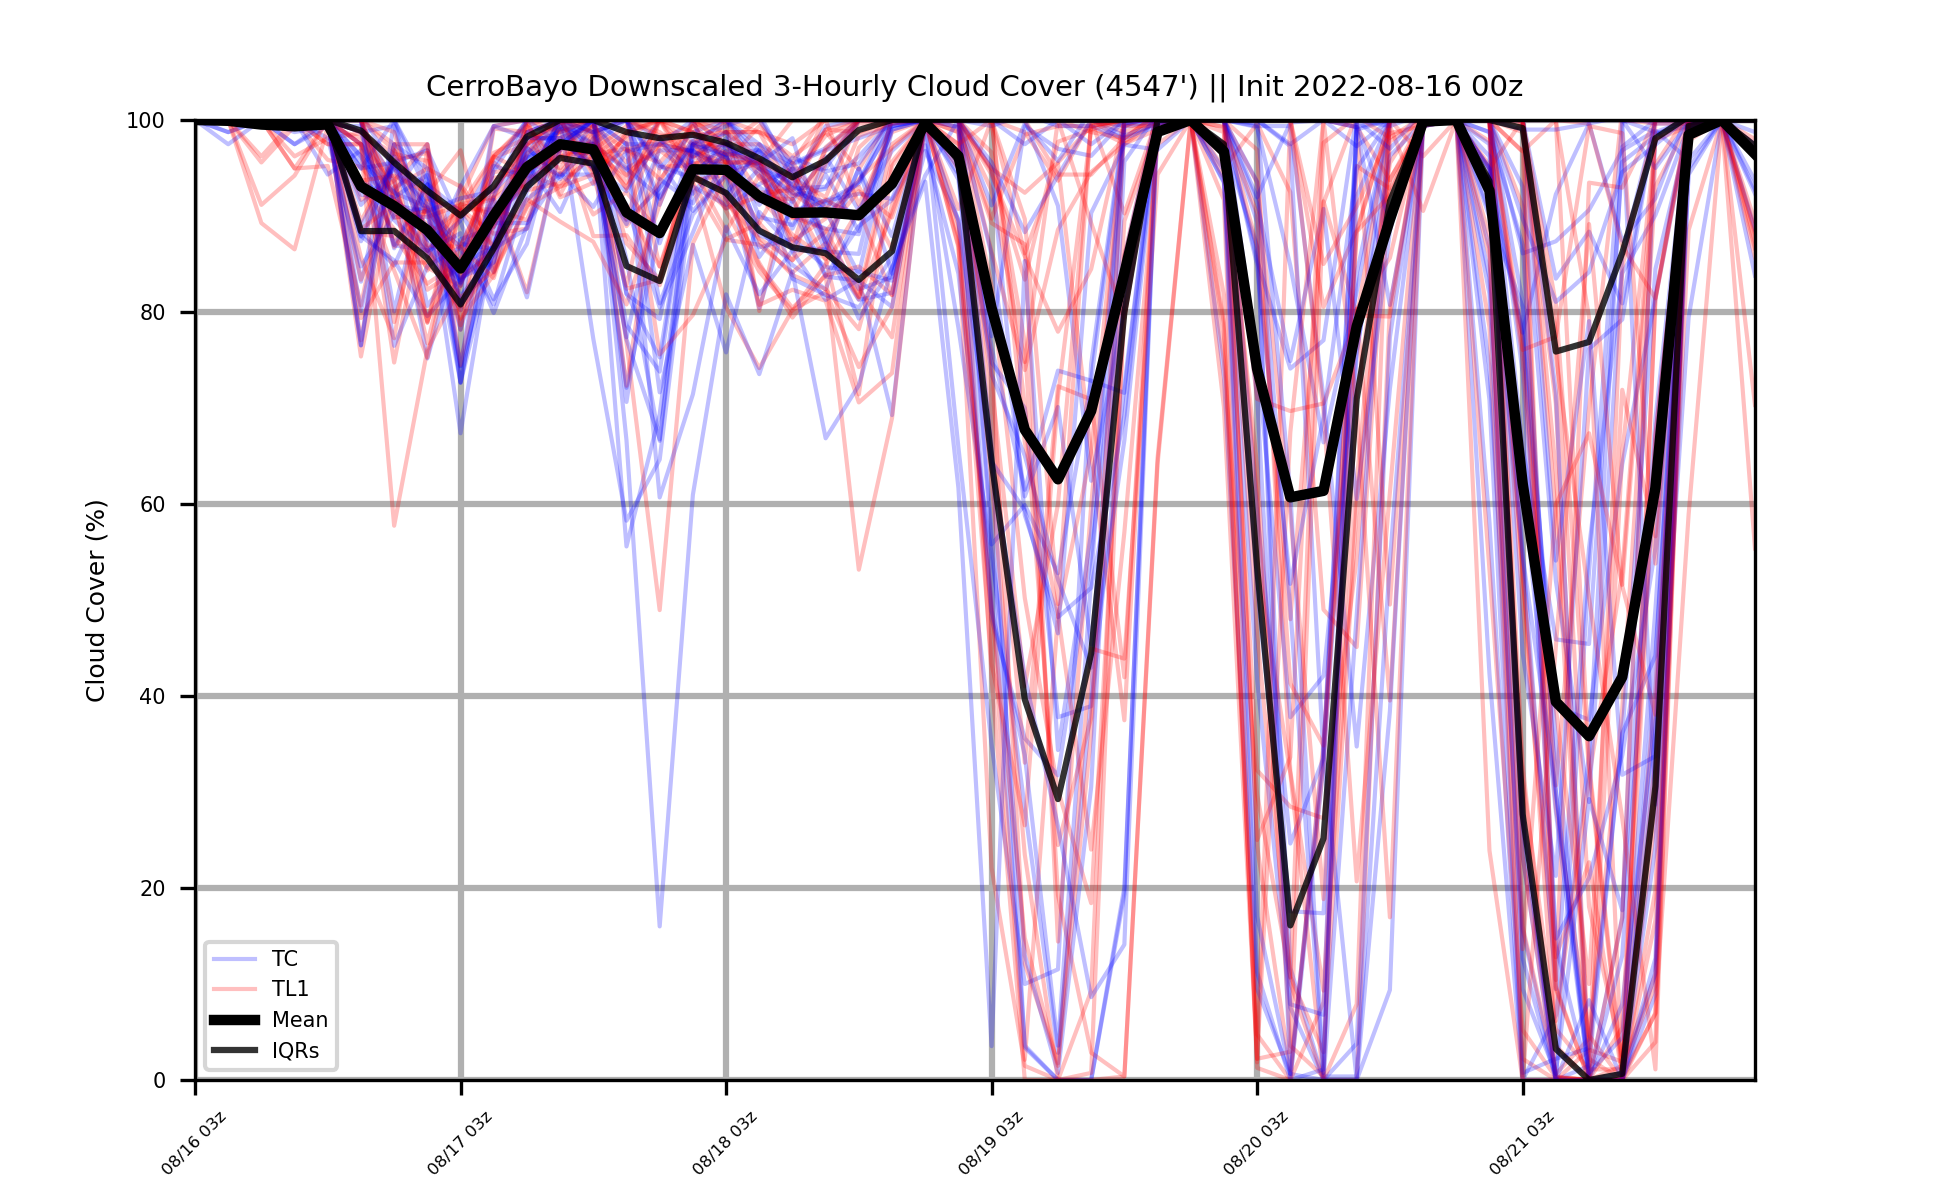 CerroBayo Downscaled 3-Hourly Cloud Cover (4547') || Init 2022-08-16 00z
Cloud Cover (%)
100
80
60
40
20
0
TC
TL1
Mean
IQRs
08/16 03z
08/17 03z
08/18 03z
08/19 03z
08/20 03z
08/21 03z